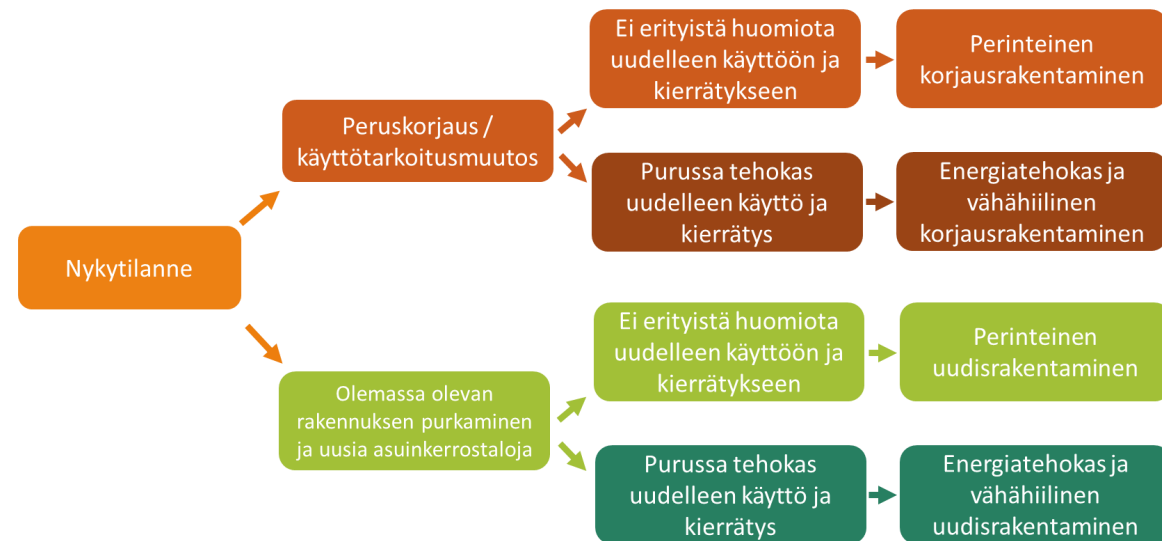 Nykytilanne
Peruskorjaus /
käyttötarkoitusmuutos
Ei erityistä huomiota
uudelleen käyttöön ja
kierrätykseen
Perinteinen
korjausrakentaminen
Purussa tehokas
uudelleen käyttö ja
kierrätys
Energiatehokas ja
vähähiilinen
korjausrakentaminen
Olemassa olevan
rakennuksen purkaminen
ja uusia asuinkerrostaloja
Ei erityistä huomiota
uudelleen käyttöön ja
kierrätykseen
Perinteinen
uudisrakentaminen
Purussa tehokas
uudelleen käyttö ja
kierrätys
Energiatehokas ja
vähähiilinen
uudisrakentaminen